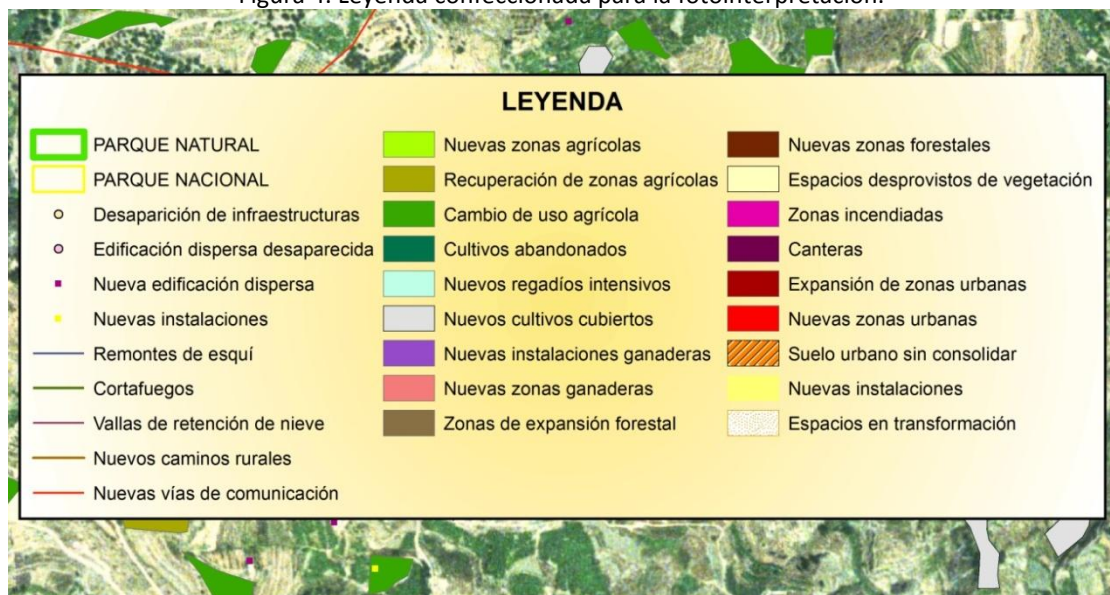 Figura 4. Leyenda confeccionada para la fotointerpretación.
LEYENDA
PARQUE NATURAL
PARQUE NACIONAL
Desaparición de infraestructuras
Edificación dispersa desaparecida
Nueva edificación dispersa
Nuevas instalaciones
Remontes de esquí
Cortafuegos
Vallas de retención de nieve
Nuevos caminos rurales
Nuevas vías de comunicación
Nuevas zonas agrícolas
Recuperación de zonas agrícolas
Cambio de uso agrícola
Cultivos abandonados
Nuevos regadíos intensivos
Nuevos cultivos cubiertos
Nuevas instalaciones ganaderas
Nuevas zonas ganaderas
Zonas de expansión forestal
Nuevas zonas forestales
Espacios desprovistos de vegetación
Zonas incendiadas
Canteras
Expansión de zonas urbanas
Nuevas zonas urbanas
Suelo urbano sin consolidar
Nuevas instalaciones
Espacios en transformación